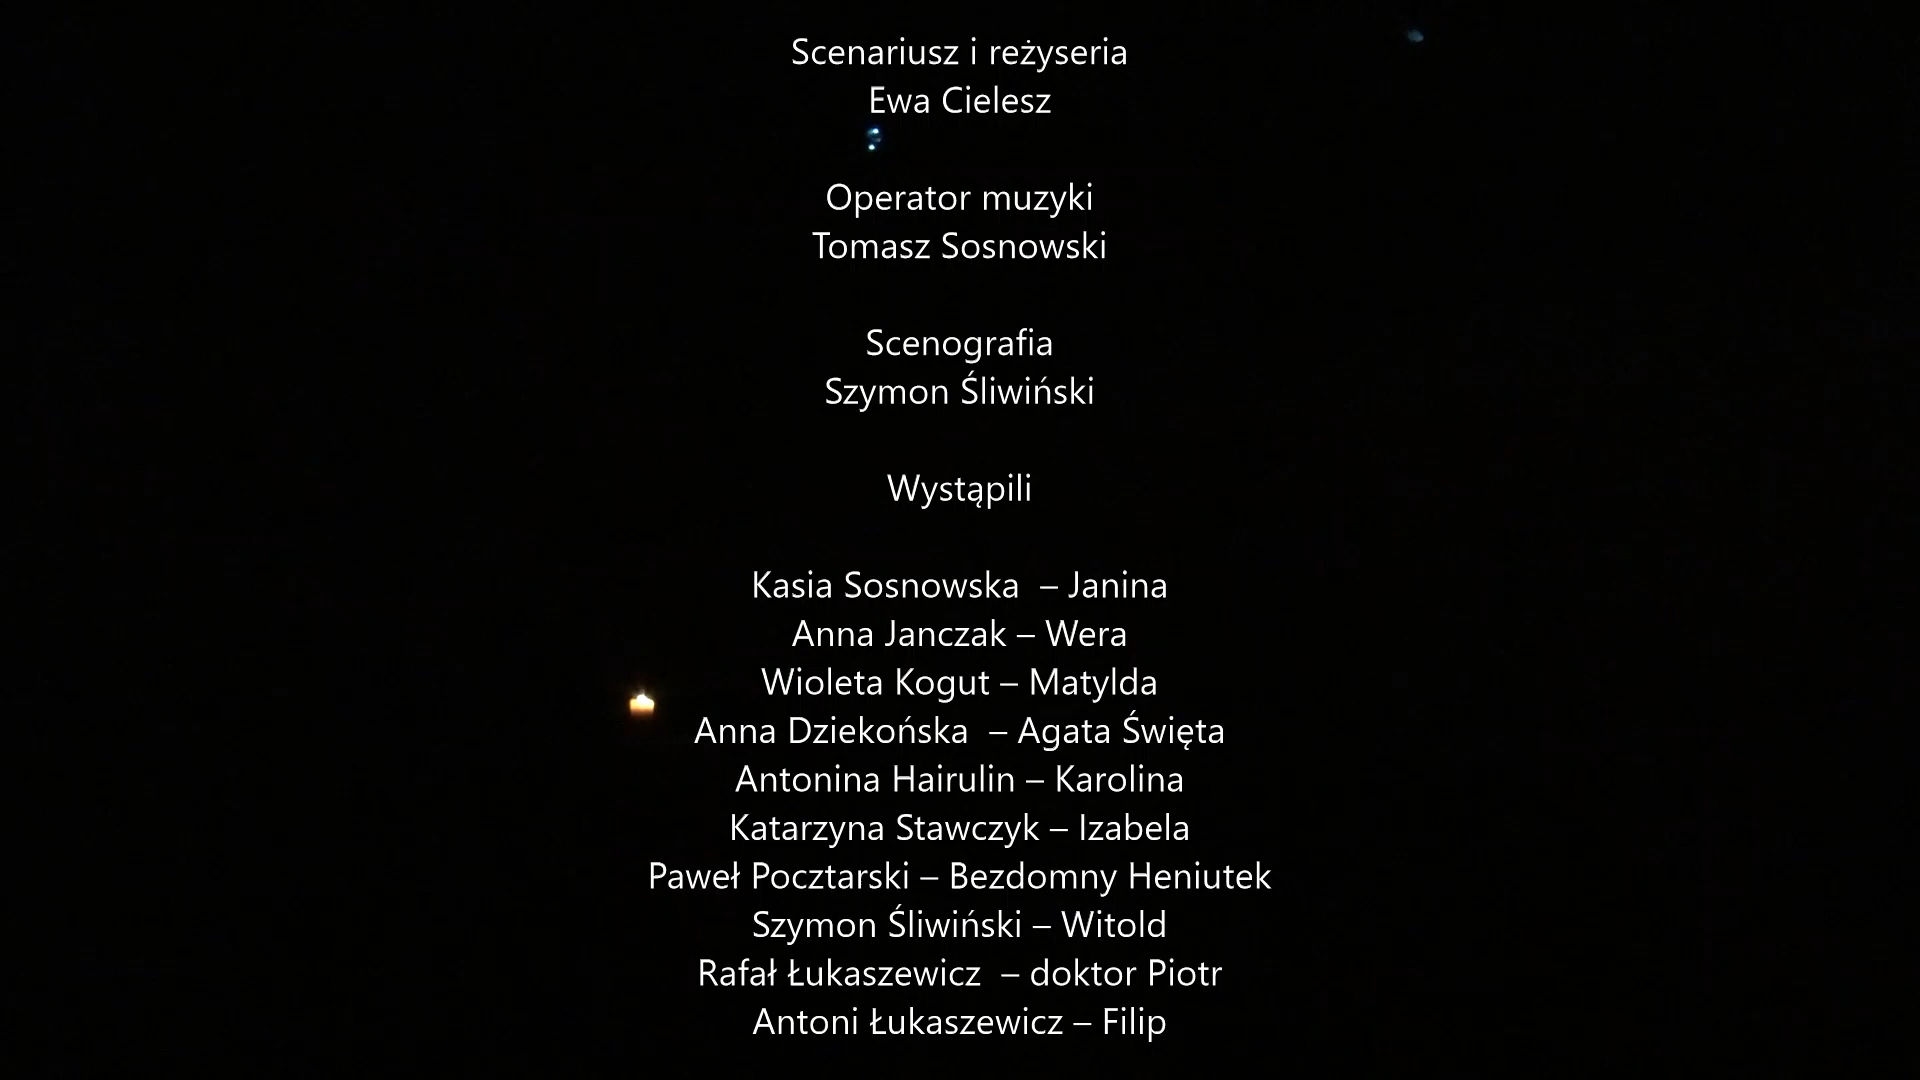 Scenariusz i reżyseria
Ewa Cielesz
Operator muzyki
Tomasz Sosnowski
Scenografia
Szymon Śliwiński
Wystąpili
Kasia Sosnowska – Janina
Anna Janczak – Wera
Wioleta Kogut – Matylda
Anna Dziekońska – Agata Święta
Antonina Hairulin – Karolina
Katarzyna Stawczyk – Izabela
Paweł Pocztarski – Bezdomny Heniutek
Szymon Śliwiński – Witold
Rafał Łukaszewicz – doktor Piotr
Antoni Łukaszewicz – Filip